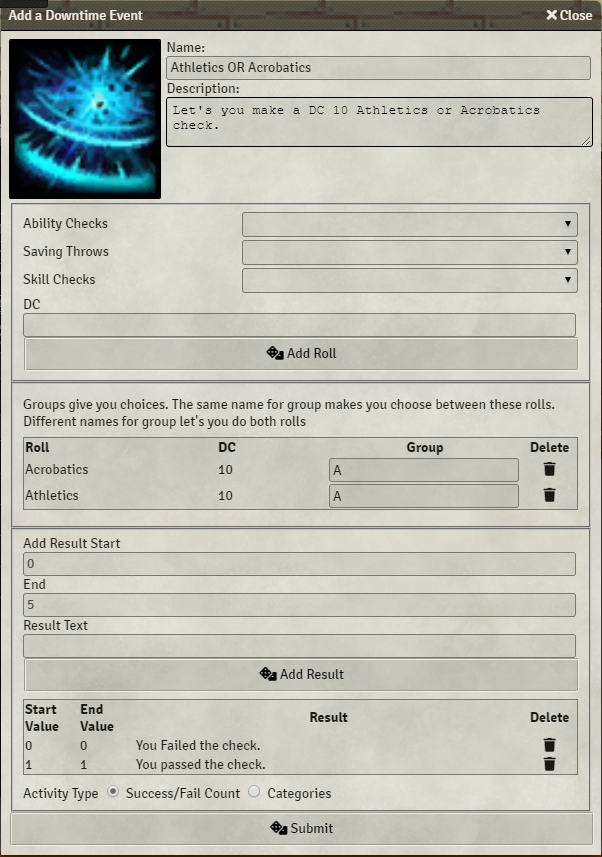 Add a Downtime Event
Close
Name:
Athletics OR Acrobatics
Description:
Let's you make a DC 10 Athletics or Acrobatics
check.
Ability Checks
Saving Throws
Skill Checks
DC
Add Roll
Groups give you choices. The same name for group makes you choose between these rolls.
Different names for group let's you do both rolls
Roll DC Group Delete
Acrobatics 10 A
Athletics 10 A
Add Result Start
0
End
5
Result Text
Add Result
Start End
Value Value Result Delete
0 0 You Failed the check.
1 1 You passed the check.
Activity Type Success/Fail Count Categories
Submit